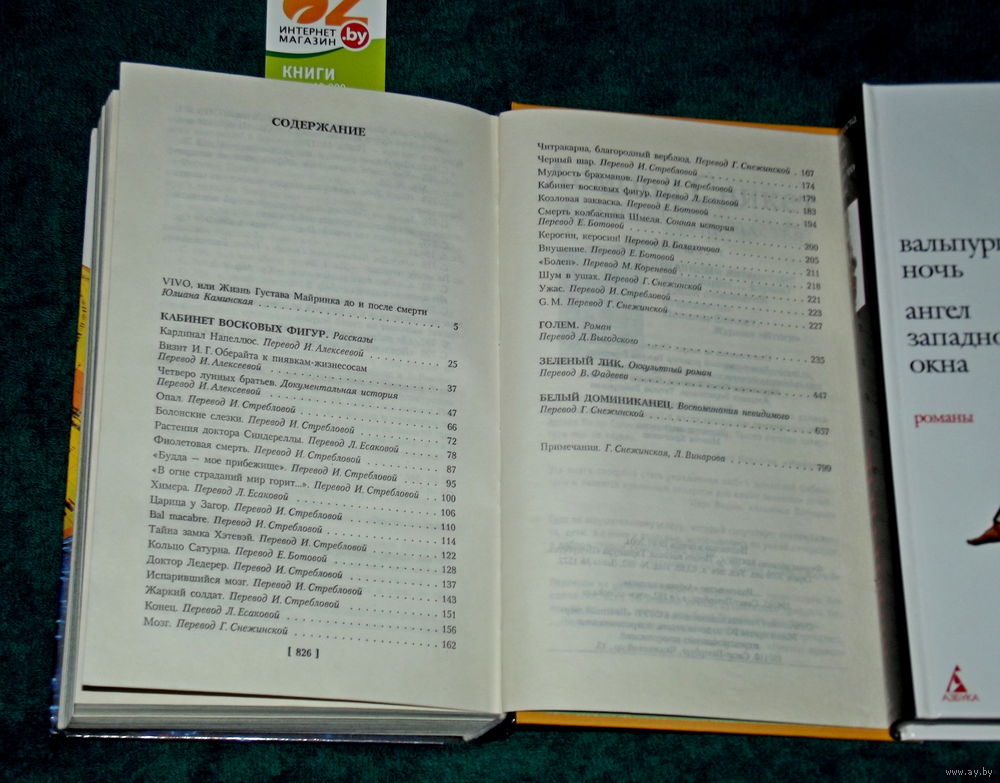 ИНТЕРНЕТ
МАГАЗИН .by
КНИГИ
СОДЕРЖАНИЕ
VIVO, или Жизнь Густава Майринка до и после смерти
Юлиана Каминская . . . 5
КАБИНЕТ ВОСКОВЫХ ФИГУР. Рассказы
Кардинал Напеллюс. Перевод И. Алексеевой . . . 25
Визит И. Г. Оберайта к пиявкам-жизнесосам
Перевод И. Алексеевой . . . 37
Четверо лунных братьев. Документальная история
Перевод И. Алексеевой . . . 47
Опал. Перевод И. Стребловой . . . 66
Болонские слезки. Перевод И. Стребловой . . . 72
Растения доктора Синдереллы. Перевод Л. Есаковой . . . 78
Фиолетовая смерть. Перевод И. Стребловой . . . 87
«Будда — мое прибежище». Перевод И. Стребловой . . . 95
«В огне страданий мир горит...». Перевод И. Стребловой . . . 100
Химера. Перевод Л. Есаковой . . . 106
Царица у Загор. Перевод И. Стребловой . . . 110
Bal macabre. Перевод И. Стребловой . . . 114
Тайна замка Хэтевэй. Перевод И. Стребловой . . . 122
Кольцо Сатурна. Перевод Е. Ботовой . . . 128
Доктор Ледерер. Перевод И. Стребловой . . . 137
Испарившийся мозг. Перевод И. Стребловой . . . 143
Жаркий солдат. Перевод И. Стребловой . . . 151
Конец. Перевод Л. Есаковой . . . 156
Мозг. Перевод Г. Снежинской . . . 162
[ 826 ]
Читракарна, благородный верблюд. Перевод Г. Снежинской . 167
Черный шар. Перевод И. Стребловой . . . 174
Мудрость брахманов. Перевод И. Стребловой . . . 179
Кабинет восковых фигур. Перевод Л. Есаковой . . . 183
Козловая закваска. Перевод Е. Ботовой . . . 194
Смерть колбасника Шмеля. Сонная история
Перевод Е. Ботовой . . . 200
Керосин, керосин! Перевод В. Балахонова . . . 205
Внушение. Перевод Е. Ботовой . . . 211
«Болен». Перевод М. Кореневой . . . 218
Шум в ушах. Перевод Г. Снежинской . . . 221
Ужас. Перевод И. Стребловой . . . 223
G. M. Перевод Г. Снежинской . . . 227
ГОЛЕМ. Роман
Перевод Д. Выгодского . . . 235
ЗЕЛЕНЫЙ ЛИК. Оккультный роман
Перевод В. Фадеева . . . 447
БЕЛЫЙ ДОМИНИКАНЕЦ. Воспоминания невидимого
Перевод Г. Снежинской . . . 657
Примечания. Г. Снежинская, Л. Винарова . . . 799
вальпург
ночь
ангел
западно
окна
романы
АЗБУКА
www.ay.by